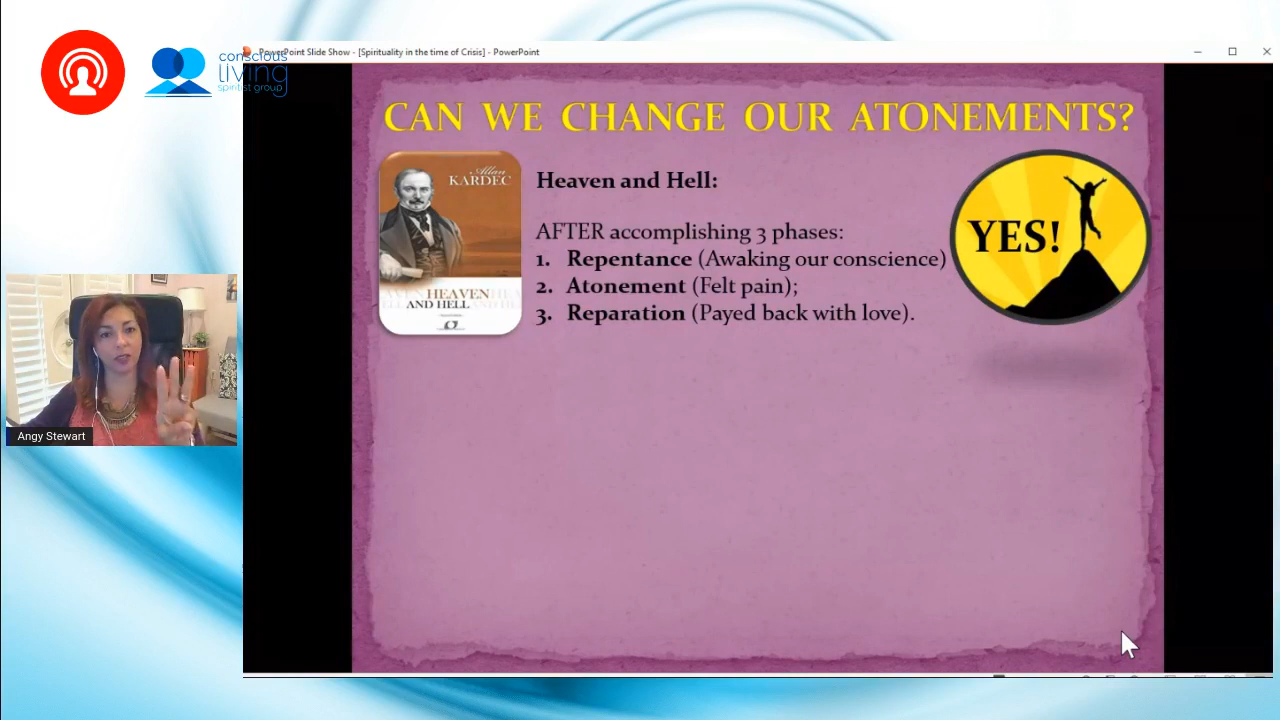 PowerPoint Slide Show - [Spirituality in the time of Crisis] - PowerPoint
conscious
living
spiritist group
CAN WE CHANGE OUR ATONEMENTS?
Allan
KARDEC
HEAVEN
AND HELL
Heaven and Hell:
AFTER accomplishing 3 phases:
1. Repentance (Awaking our conscience)
2. Atonement (Felt pain);
3. Reparation (Payed back with love).
YES!
Angy Stewart